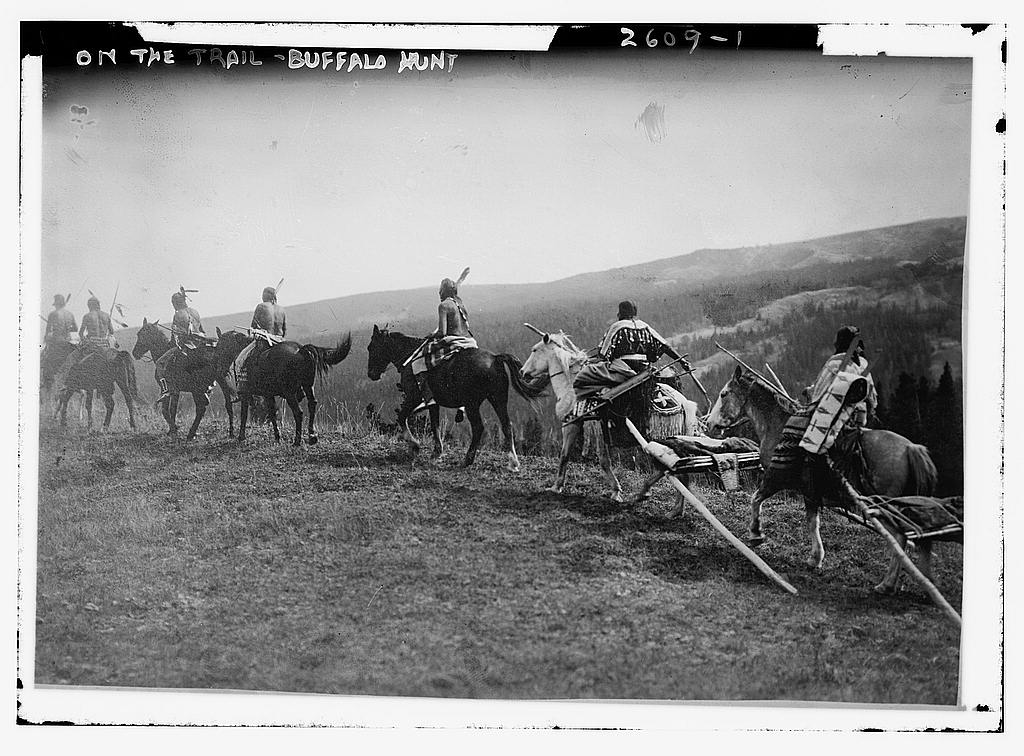 ON THE TRAIL - BUFFALO HUNT
2609-1